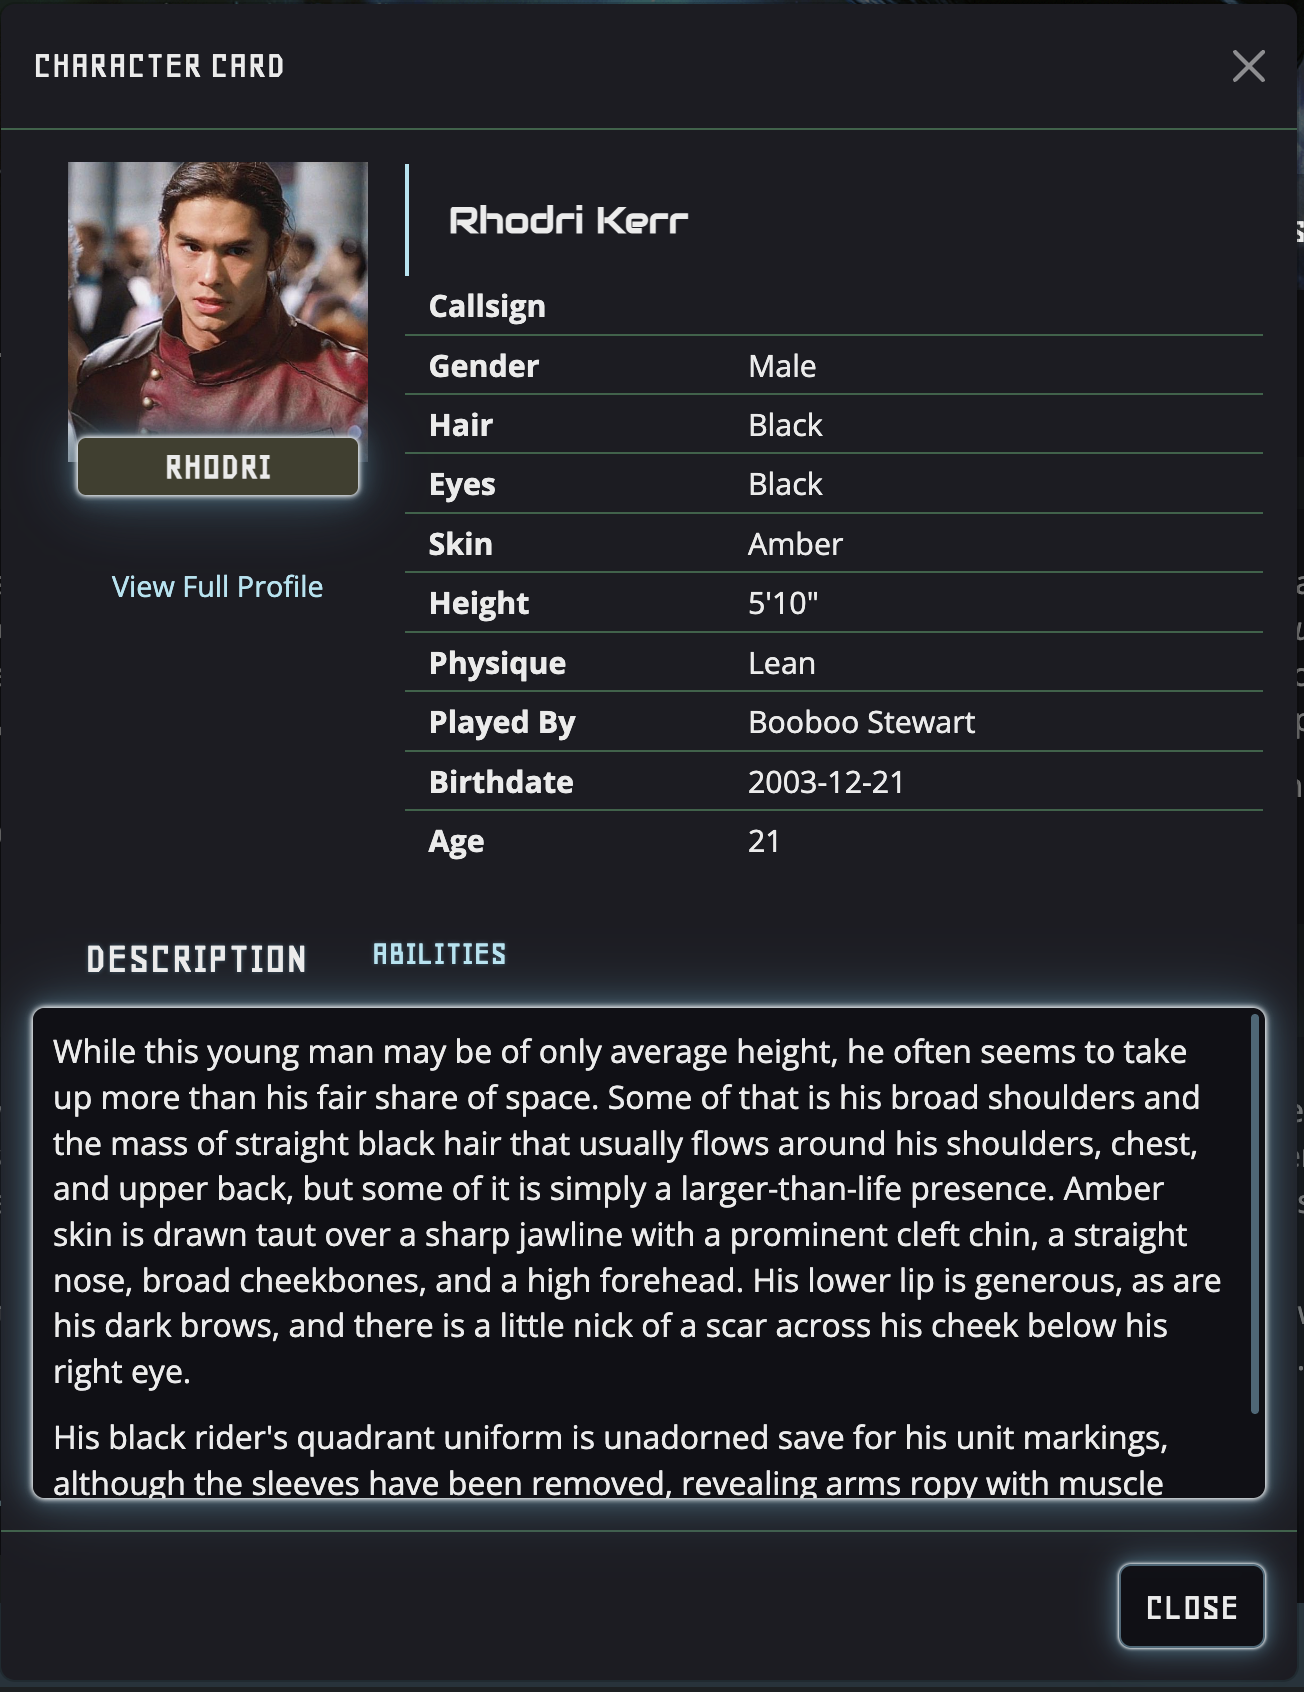 CHARACTER CARD
Rhodri Kerr
RHODRI
View Full Profile
Callsign
Gender Male
Hair Black
Eyes Black
Skin Amber
Height 5'10"
Physique Lean
Played By Booboo Stewart
Birthdate 2003-12-21
Age 21
DESCRIPTION ABILITIES
While this young man may be of only average height, he often seems to take
up more than his fair share of space. Some of that is his broad shoulders and
the mass of straight black hair that usually flows around his shoulders, chest,
and upper back, but some of it is simply a larger-than-life presence. Amber
skin is drawn taut over a sharp jawline with a prominent cleft chin, a straight
nose, broad cheekbones, and a high forehead. His lower lip is generous, as are
his dark brows, and there is a little nick of a scar across his cheek below his
right eye.
His black rider's quadrant uniform is unadorned save for his unit markings,
although the sleeves have been removed, revealing arms ropy with muscle
CLOSE